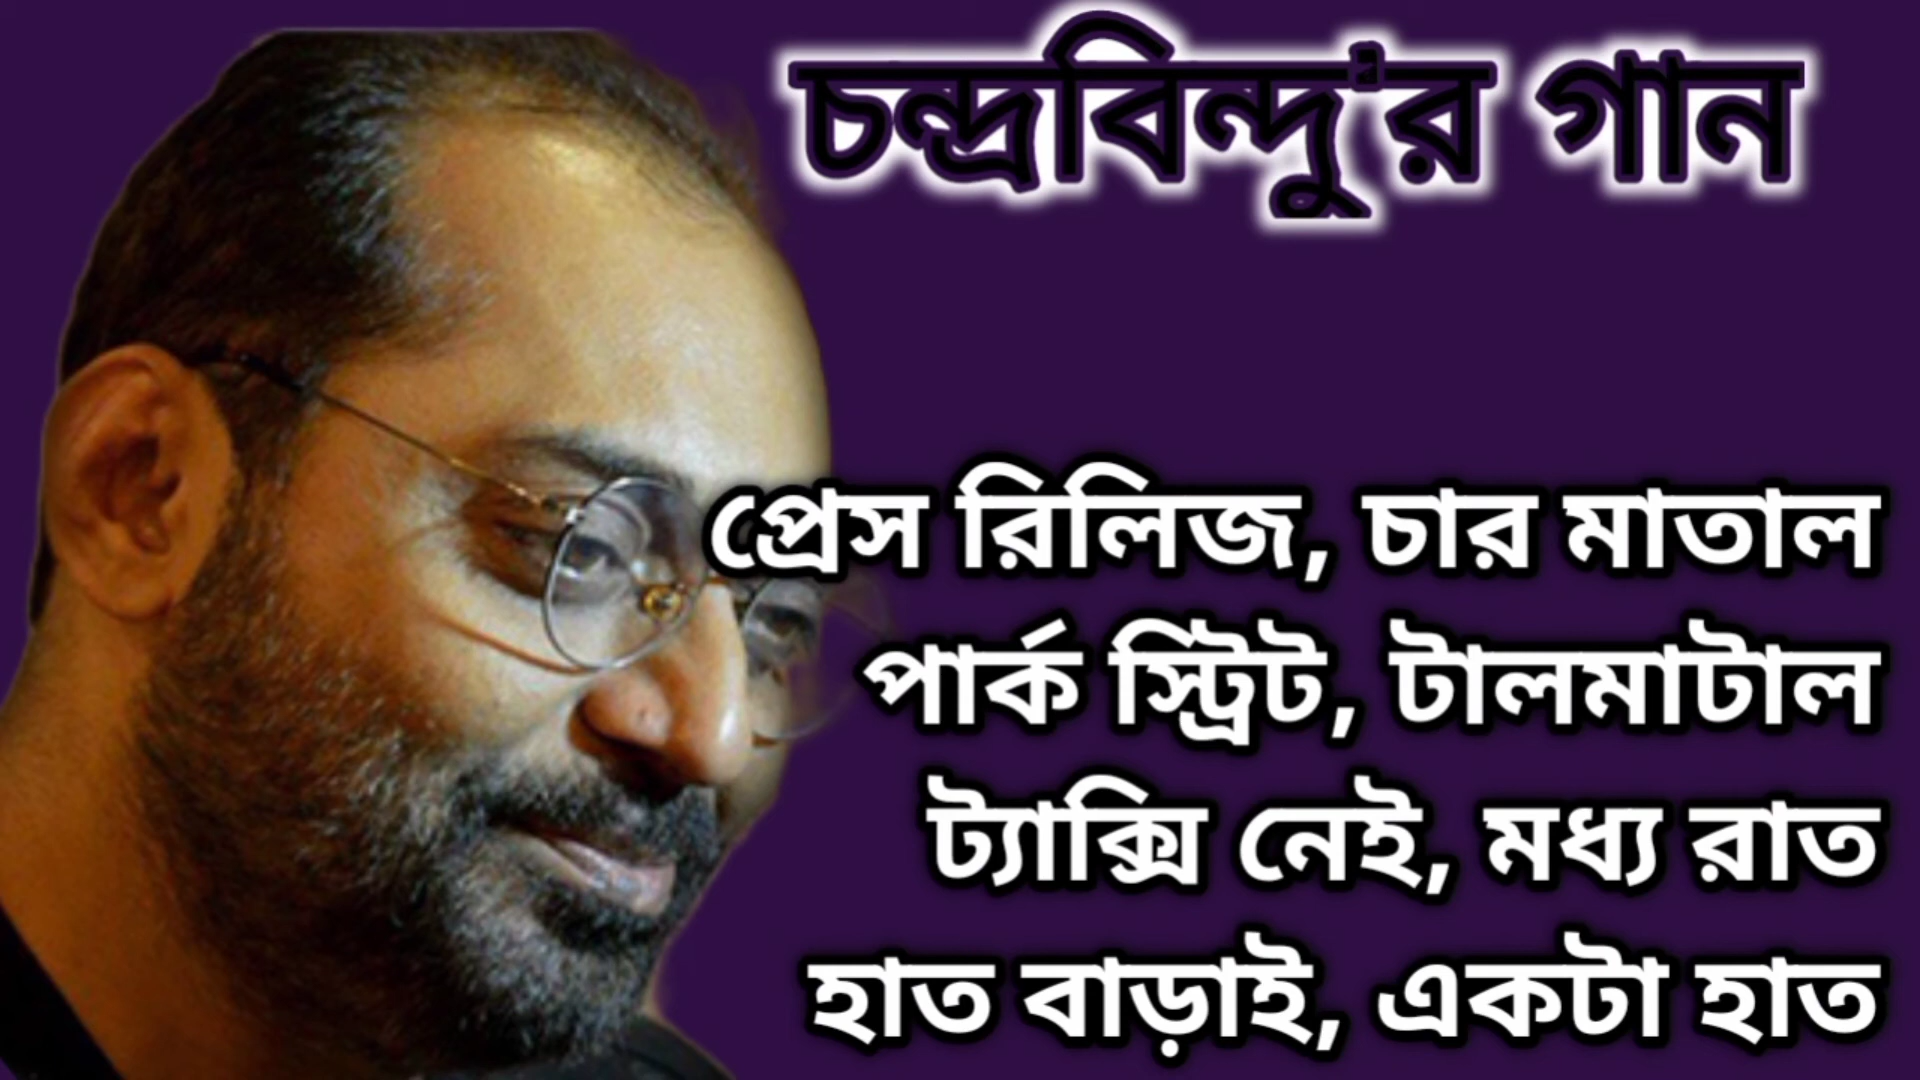 চন্দ্রবিন্দু'র গান
প্রেস রিলিজ, চার মাতাল
পার্ক স্ট্রিট, টালমাটাল
ট্যাক্সি নেই, মধ্য রাত
হাত বাড়াই, একটা হাত